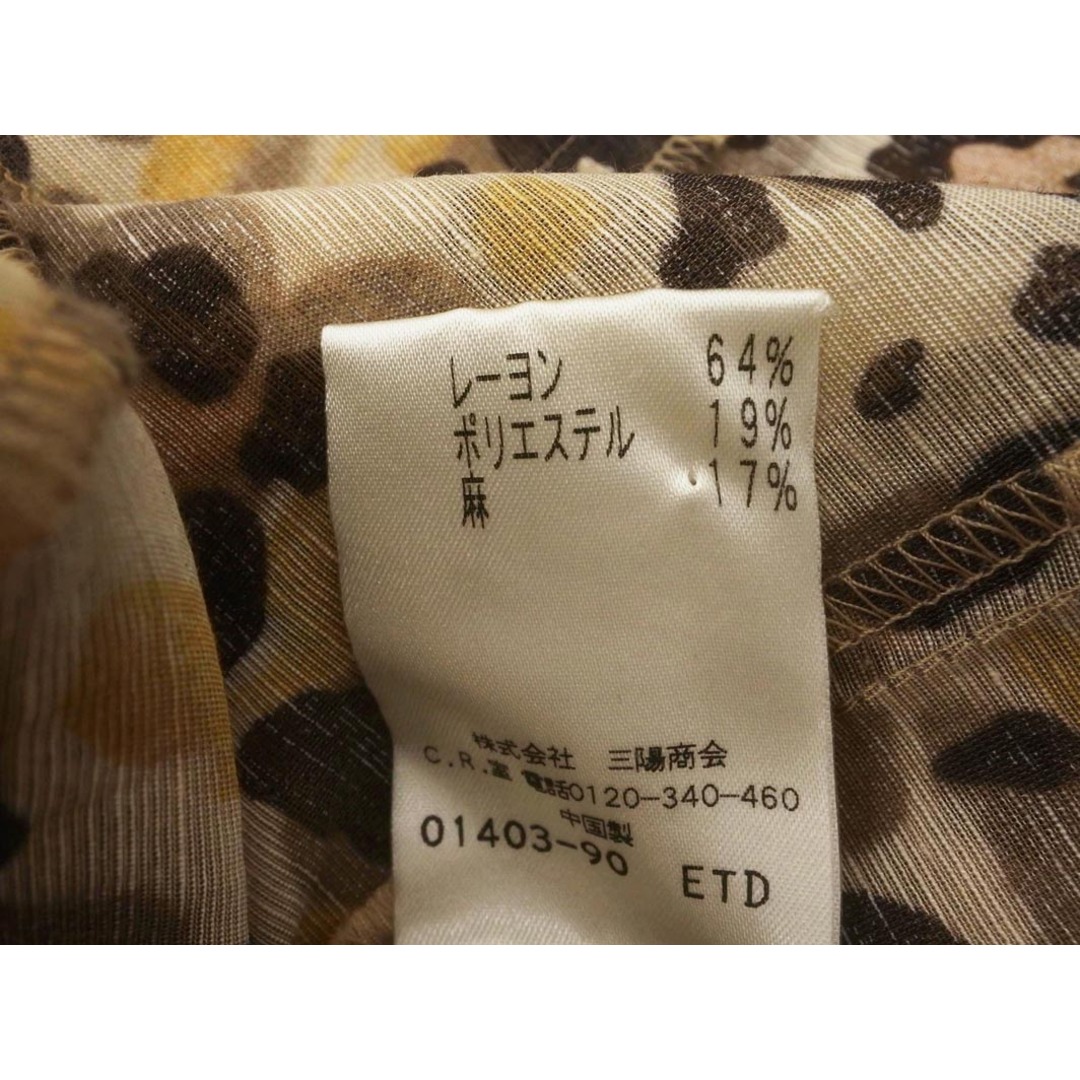 レーヨン 64%
ポリエステル 19%
麻 17%
株式会社 三陽商会
C.R.室 電話0120-340-460
中国製
01403-90
ETD